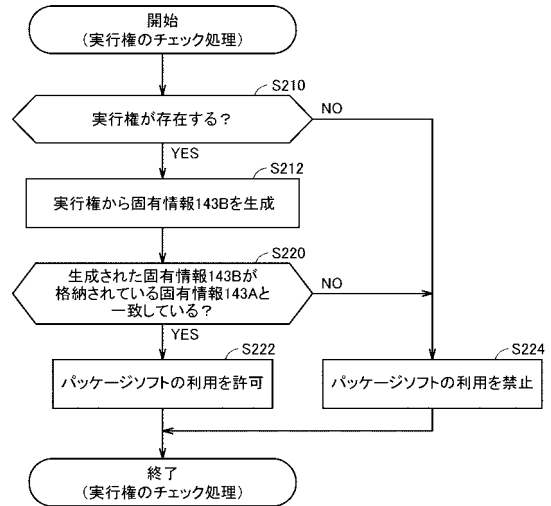 開始
(実行権のチェック処理)
S210
実行権が存在する？
NO
YES
S212
実行権から固有情報143Bを生成
S220
生成された固有情報143Bが
格納されている固有情報143Aと
一致している？
NO
YES
S222
パッケージソフトの利用を許可
S224
パッケージソフトの利用を禁止
終了
(実行権のチェック処理)